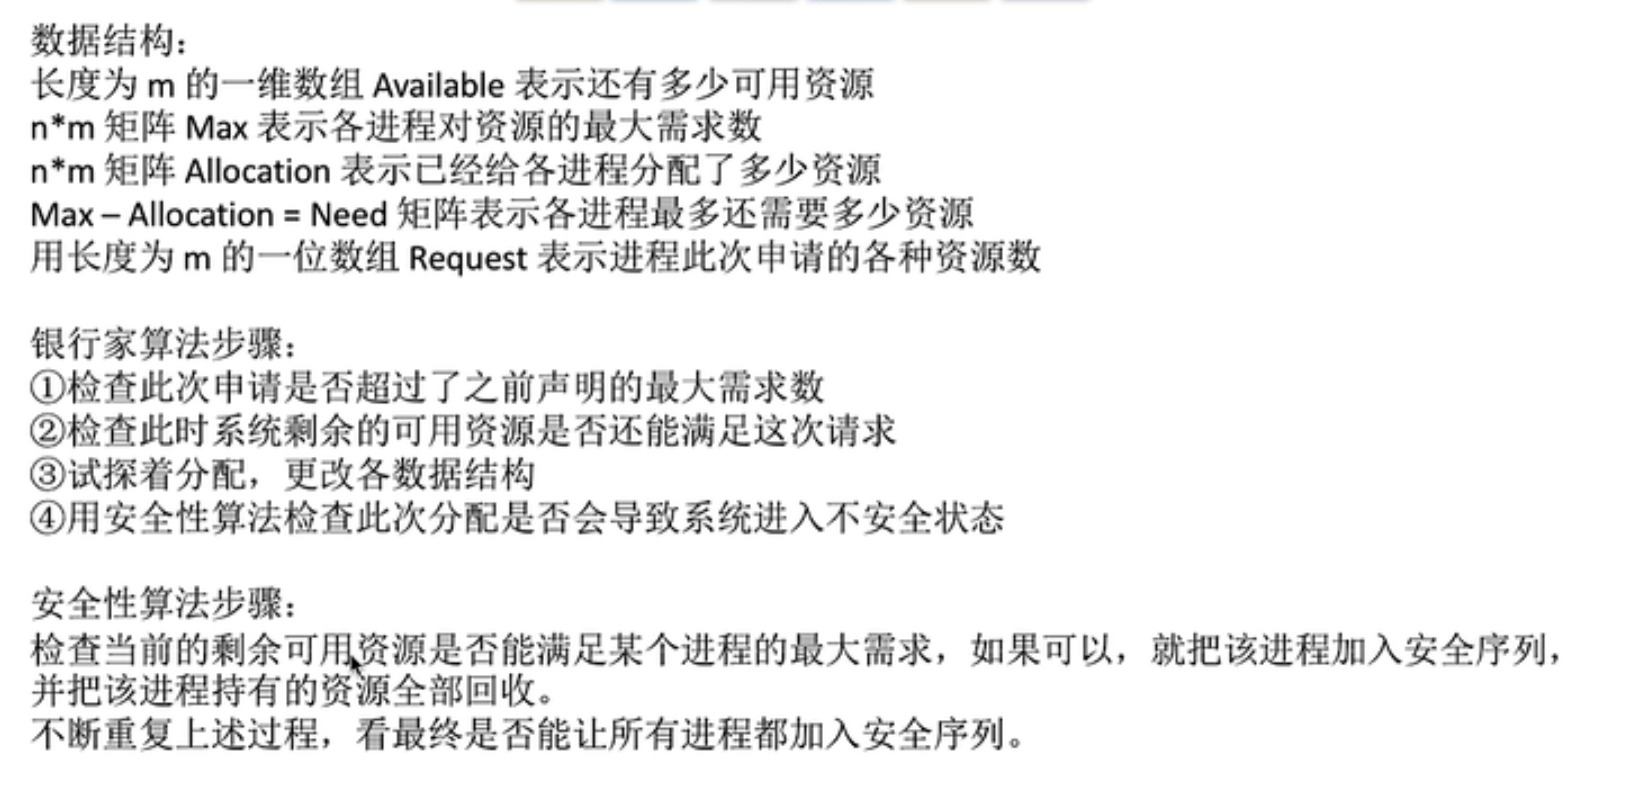 数据结构：
长度为 m 的一维数组 Available 表示还有多少可用资源
n*m 矩阵 Max 表示各进程对资源的最大需求数
n*m 矩阵 Allocation 表示已经给各进程分配了多少资源
Max – Allocation = Need 矩阵表示各进程最多还需要多少资源
用长度为 m 的一位数组 Request 表示进程此次申请的各种资源数
银行家算法步骤：
①检查此次申请是否超过了之前声明的最大需求数
②检查此时系统剩余的可用资源是否还能满足这次请求
③试探着分配，更改各数据结构
④用安全性算法检查此次分配是否会导致系统进入不安全状态
安全性算法步骤：
检查当前的剩余可用资源是否能满足某个进程的最大需求，如果可以，就把该进程加入安全序列，
并把该进程持有的资源全部回收。
不断重复上述过程，看最终是否能让所有进程都加入安全序列。